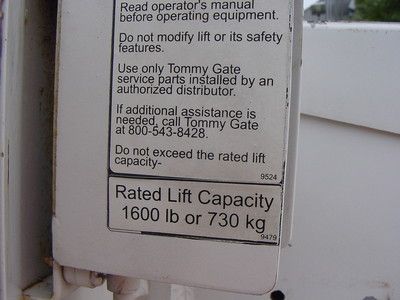 Read operator's manual
before operating equipment.
Do not modify lift or its safety
features.
Use only Tommy Gate
service parts installed by an
authorized distributor.
If additional assistance is
needed, call Tommy Gate
at 800-543-8428.
Do not exceed the rated lift
capacity-
9524
Rated Lift Capacity
1600 lb or 730 kg
9479